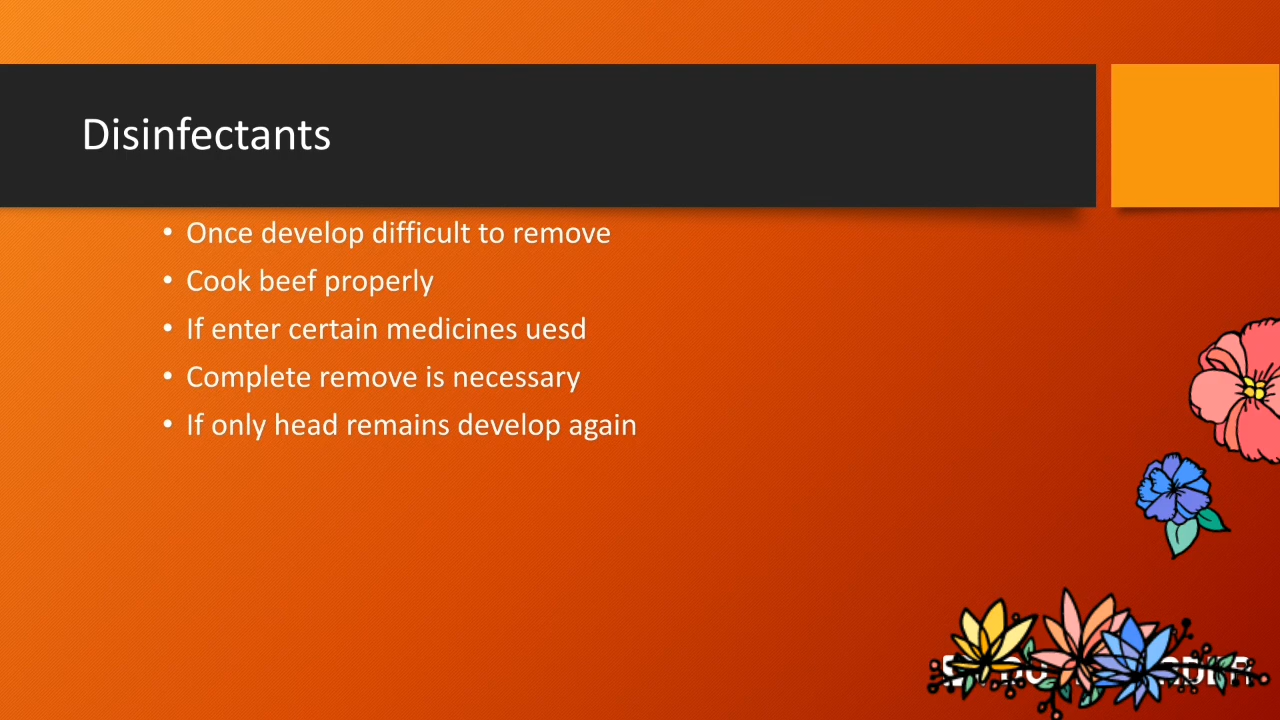 Disinfectants
• Once develop difficult to remove
• Cook beef properly
• If enter certain medicines uesd
• Complete remove is necessary
• If only head remains develop again